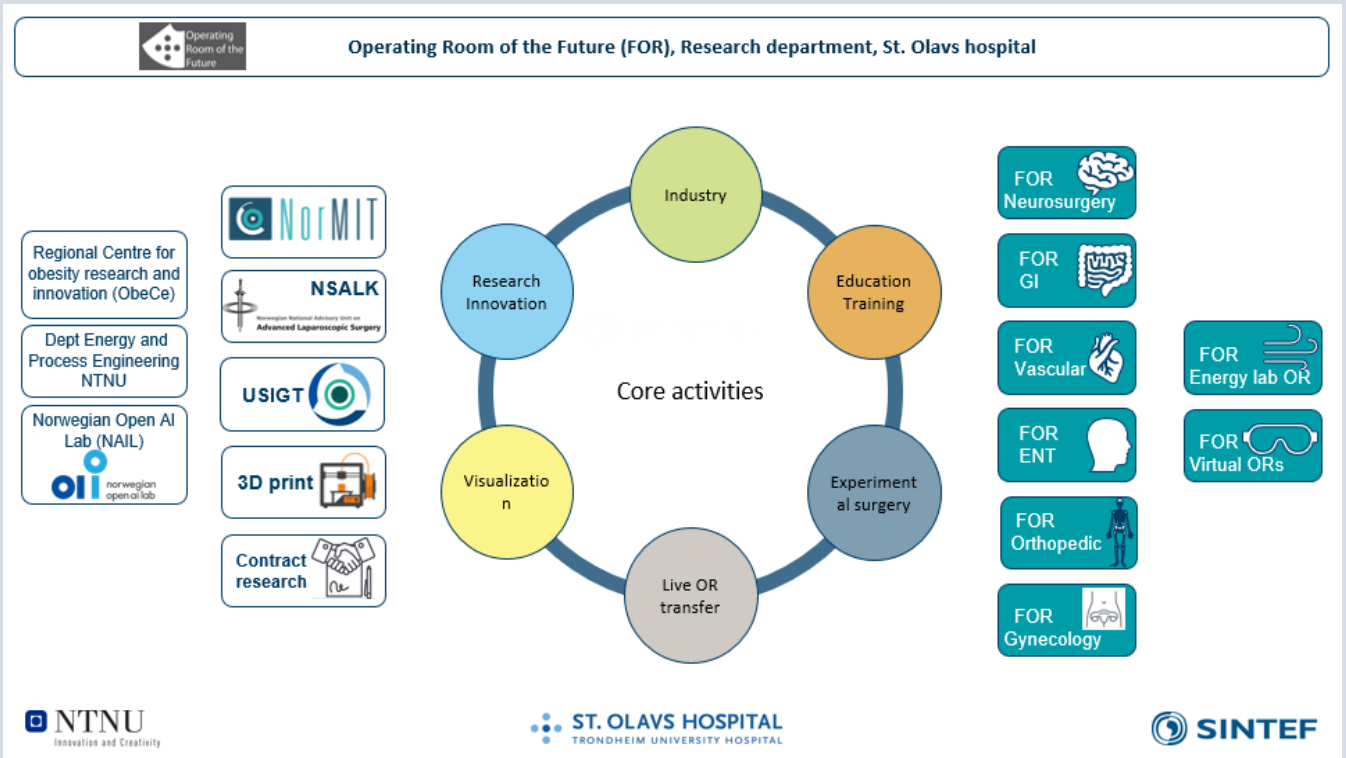 Operating
Room of the
Future
Operating Room of the Future (FOR), Research department, St. Olavs hospital
Regional Centre for
obesity research and
innovation (ObeCe)
Dept Energy and
Process Engineering
NTNU
Norwegian Open AI
Lab (NAIL)
norwegian
open ai lab
NorMIT
NSALK
Norwegian National Advisory Unit on
Advanced Laparoscopic Surgery
USIGT
3D print
Contract
research
Industry
Education
Training
Experiment
al surgery
Live OR
transfer
Visualizatio
n
Research
Innovation
Core activities
FOR
Neurosurgery
FOR
GI
FOR
Vascular
FOR
ENT
FOR
Orthopedic
FOR
Gynecology
FOR
Energy lab OR
FOR
Virtual ORs
NTNU
Innovation and Creativity
ST. OLAVS HOSPITAL
TRONDHEIM UNIVERSITY HOSPITAL
SINTEF